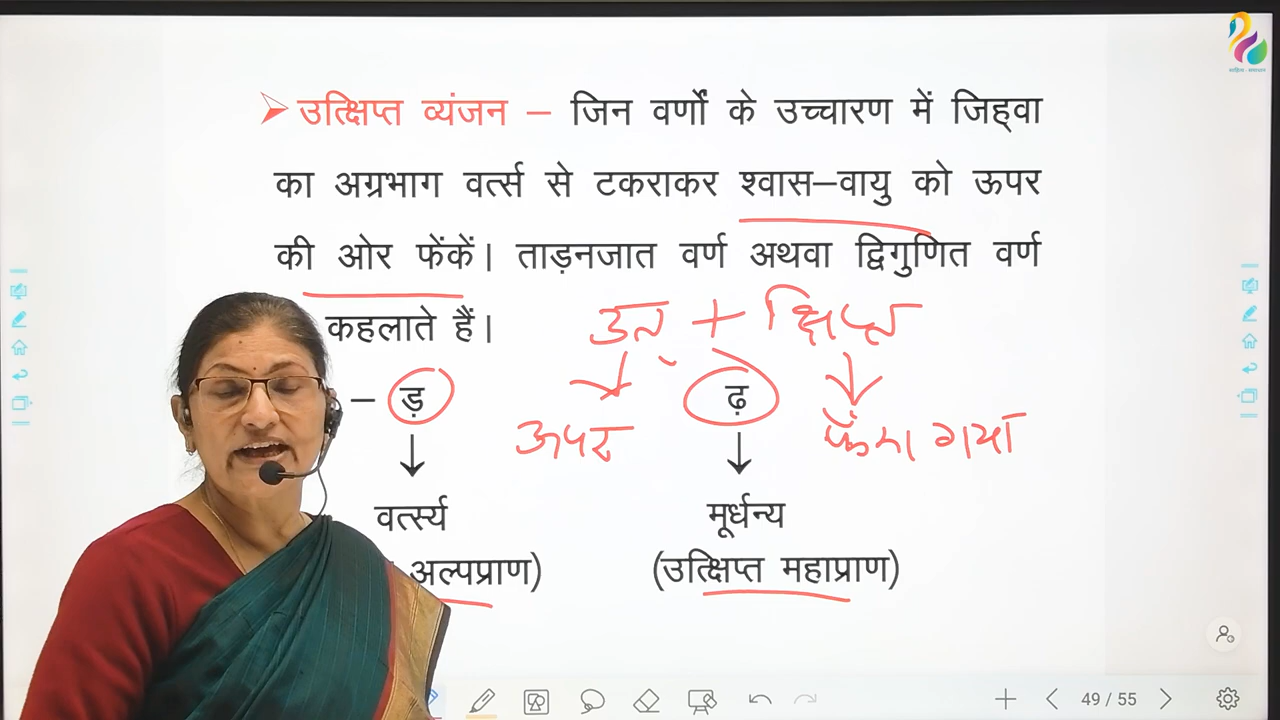 ➢ उत्क्षिप्त व्यंजन – जिन वर्णों के उच्चारण में जिह्वा
का अग्रभाग वर्त्स से टकराकर श्वास–वायु को ऊपर
की ओर फेंकें। ताड़नजात वर्ण अथवा द्विगुणित वर्ण
कहलाते हैं।
उत् + क्षिप्त
– ड़ ढ़
ऊपर फेंका गया
वर्त्स्य मूर्धन्य
अल्पप्राण) (उत्क्षिप्त महाप्राण)
49 / 55